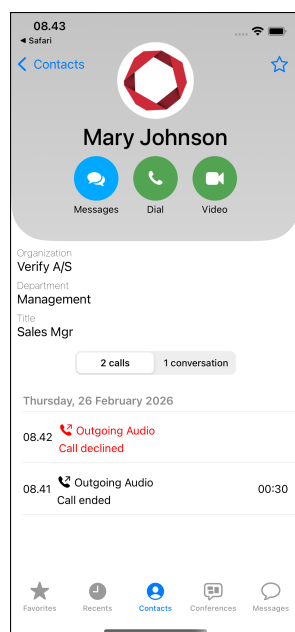 08.43
◀ Safari
Contacts
Mary Johnson
Messages Dial Video
Organization
Verify A/S
Department
Management
Title
Sales Mgr
2 calls 1 conversation
Thursday, 26 February 2026
08.42 Outgoing Audio
Call declined
08.41 Outgoing Audio 00:30
Call ended
Favorites Recents Contacts Conferences Messages